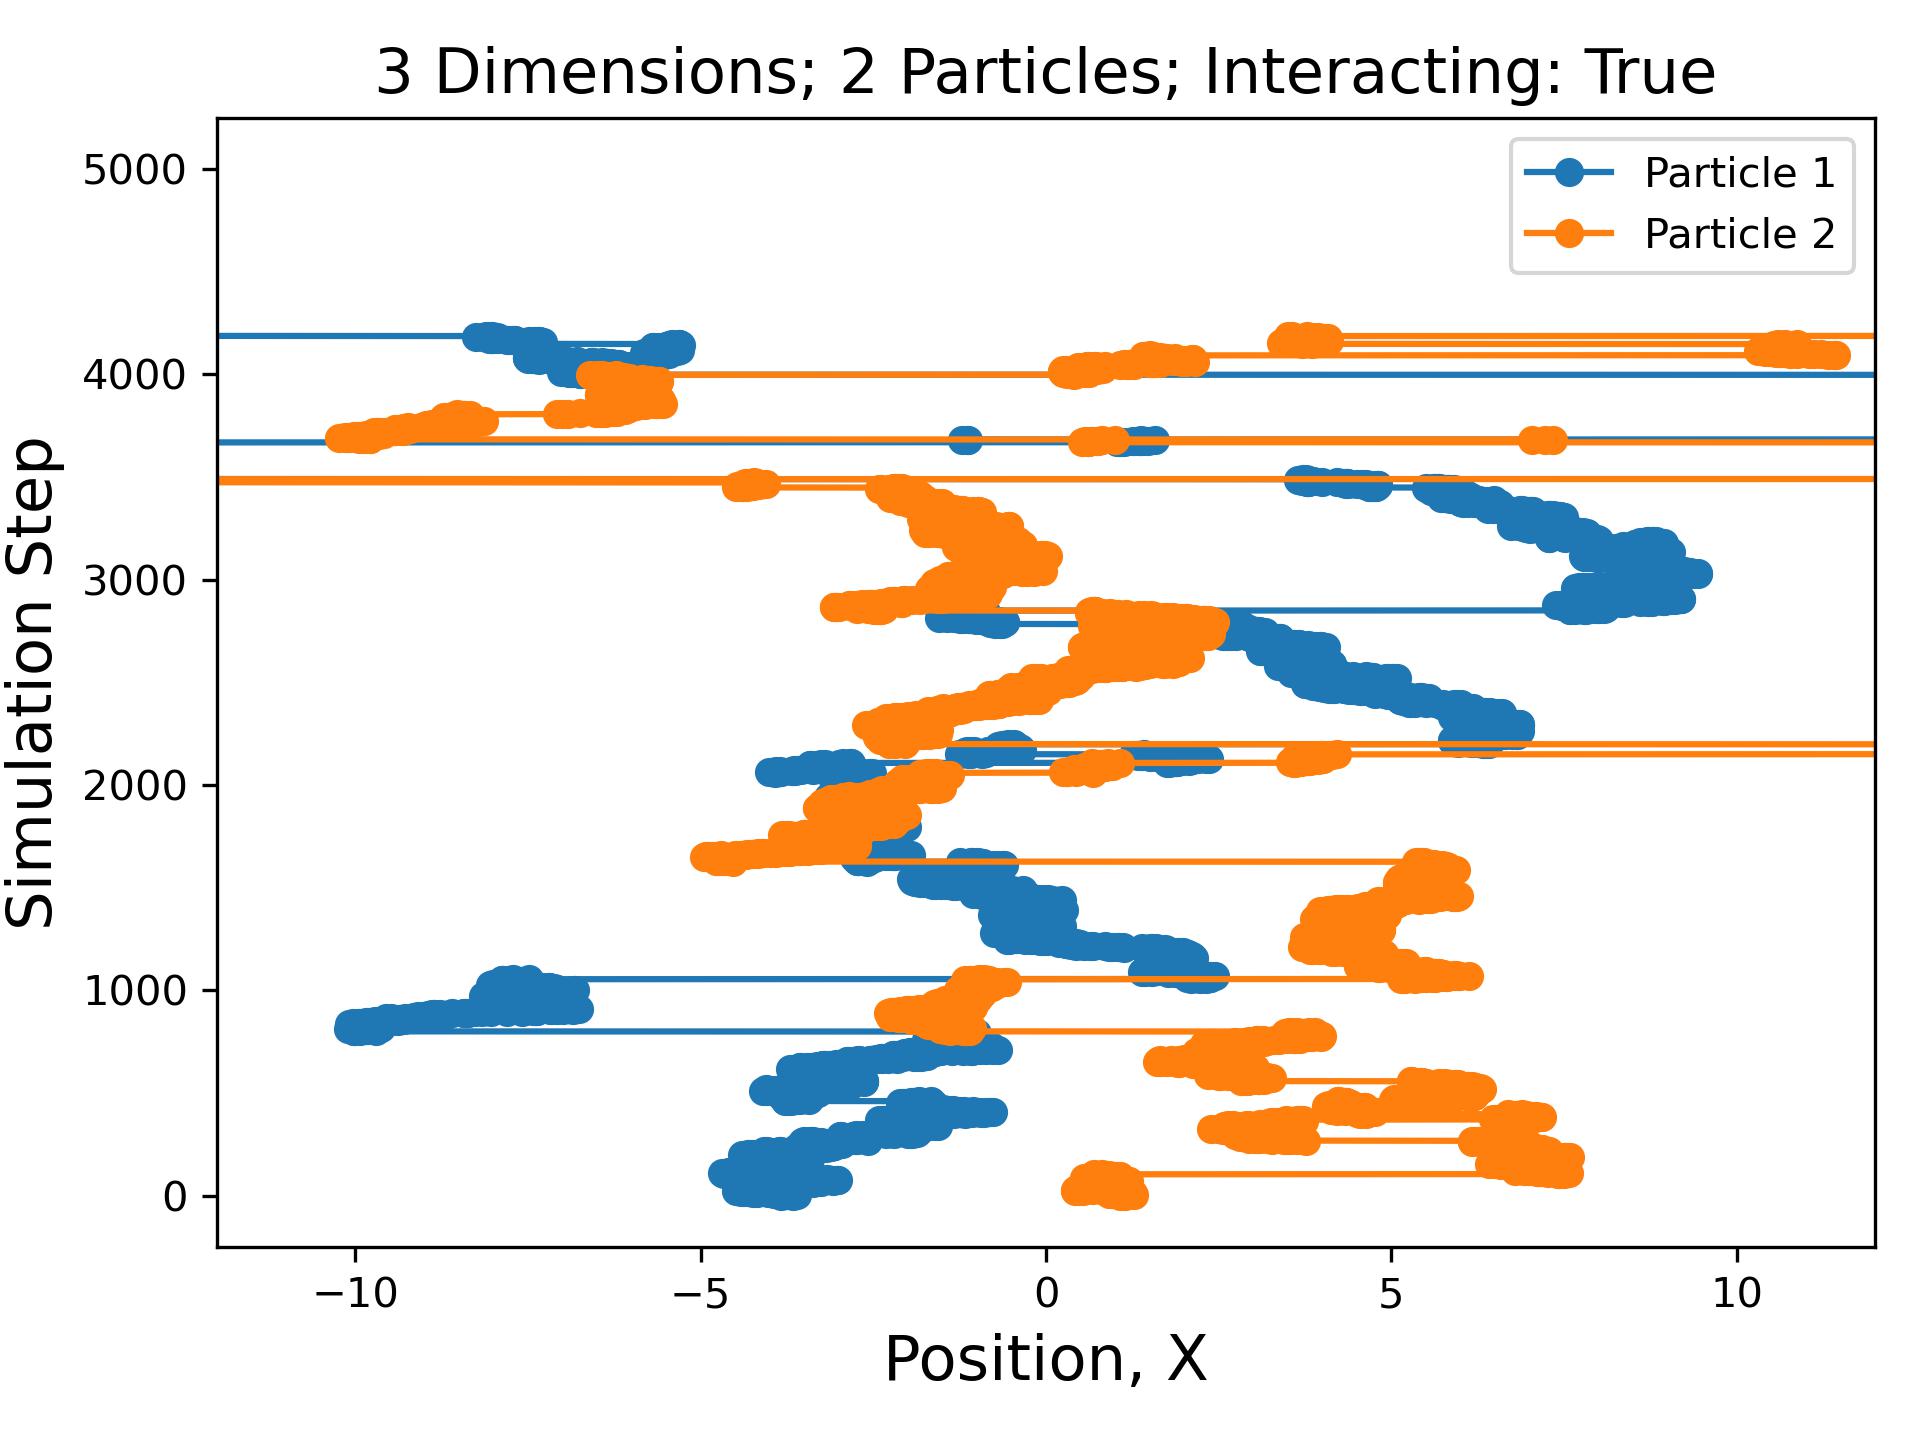 3 Dimensions; 2 Particles; Interacting: True
Particle 1
Particle 2
5000
4000
3000
2000
1000
0
Simulation Step
−10
−5
0
5
10
Position, X